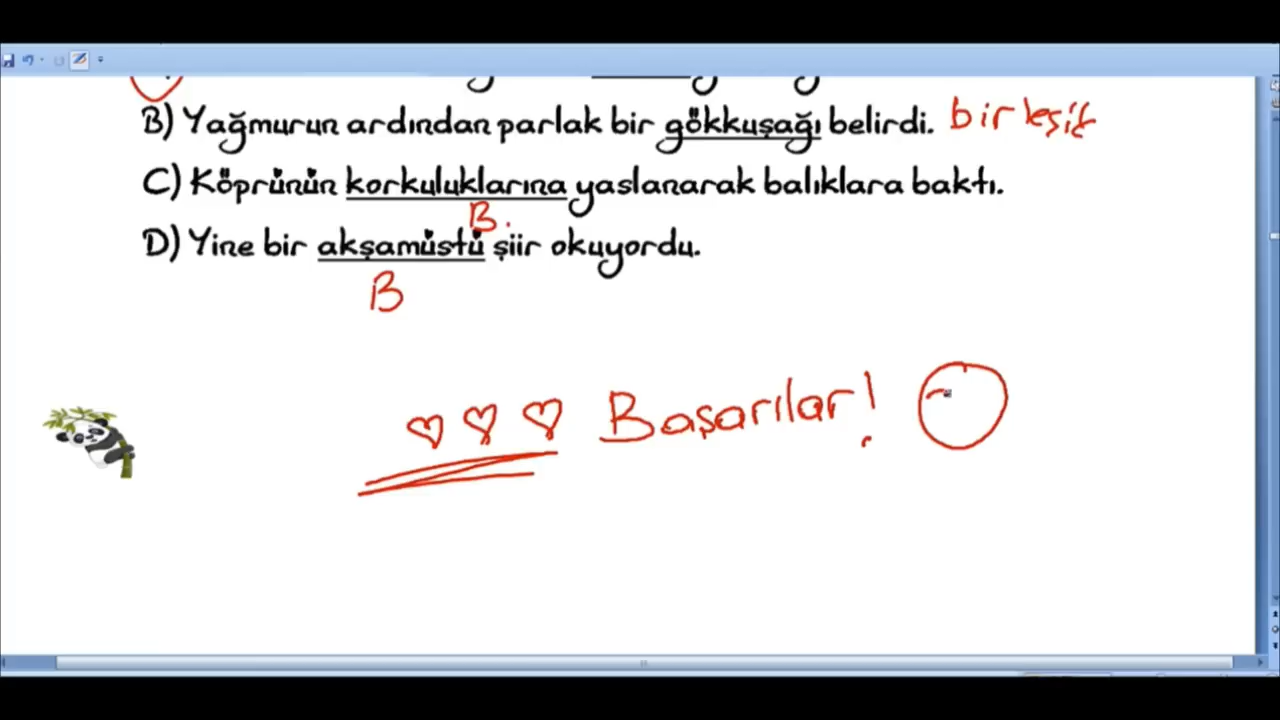 B) Yağmurun ardından parlak bir gökkuşağı belirdi. birleşik
C) Köprünün korkuluklarına yaslanarak balıklara baktı.
B.
D) Yine bir akşamüstü şiir okuyordu.
B
Başarılar!